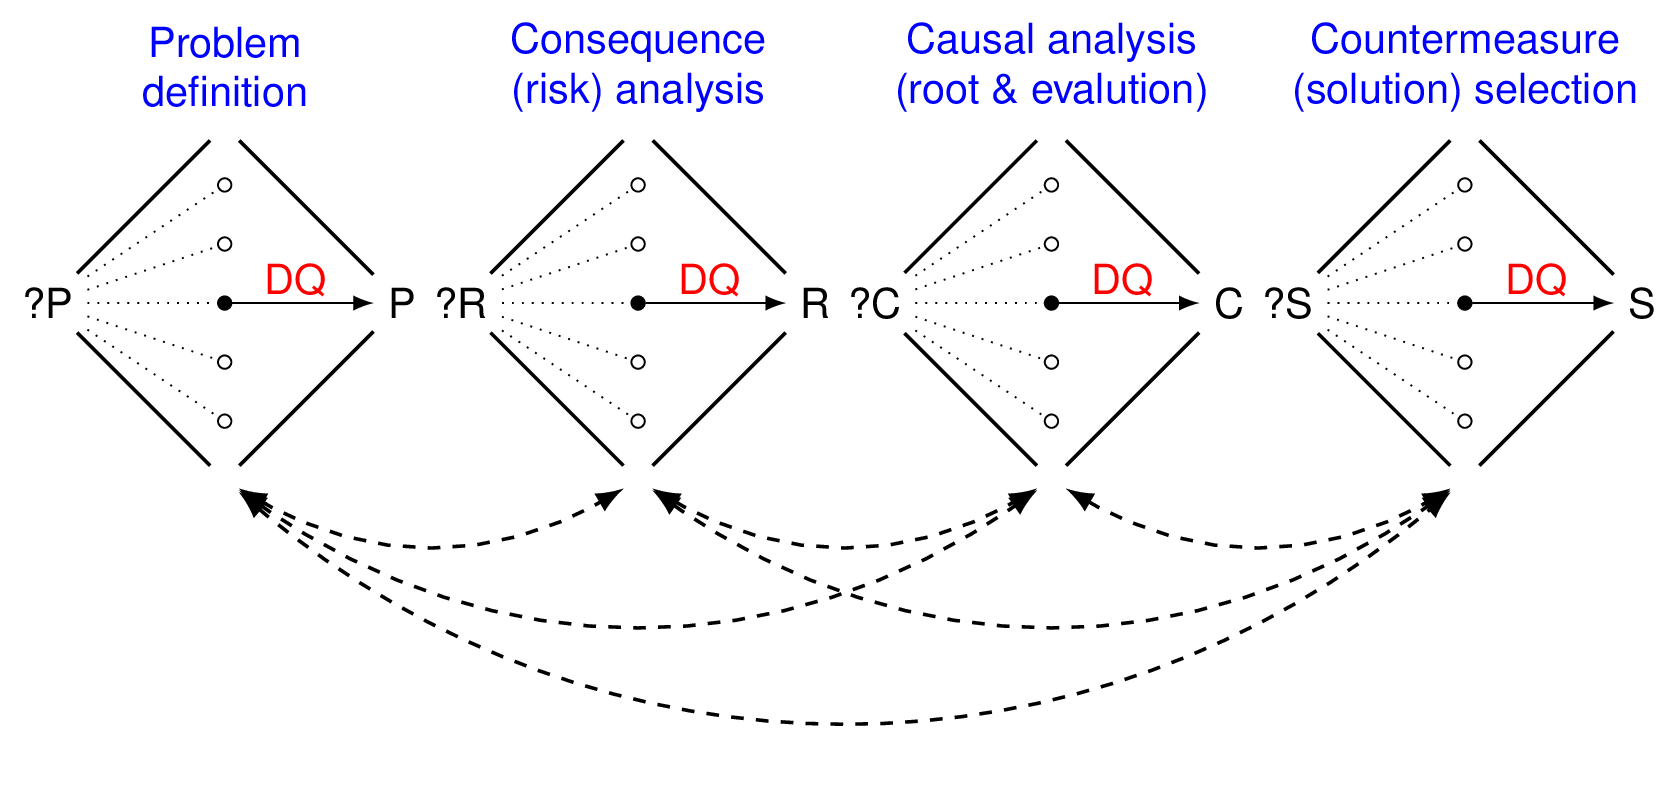 Problem
definition
Consequence
(risk) analysis
Causal analysis
(root & evalution)
Countermeasure
(solution) selection
?P
DQ
P
?R
DQ
R
?C
DQ
C
?S
DQ
S